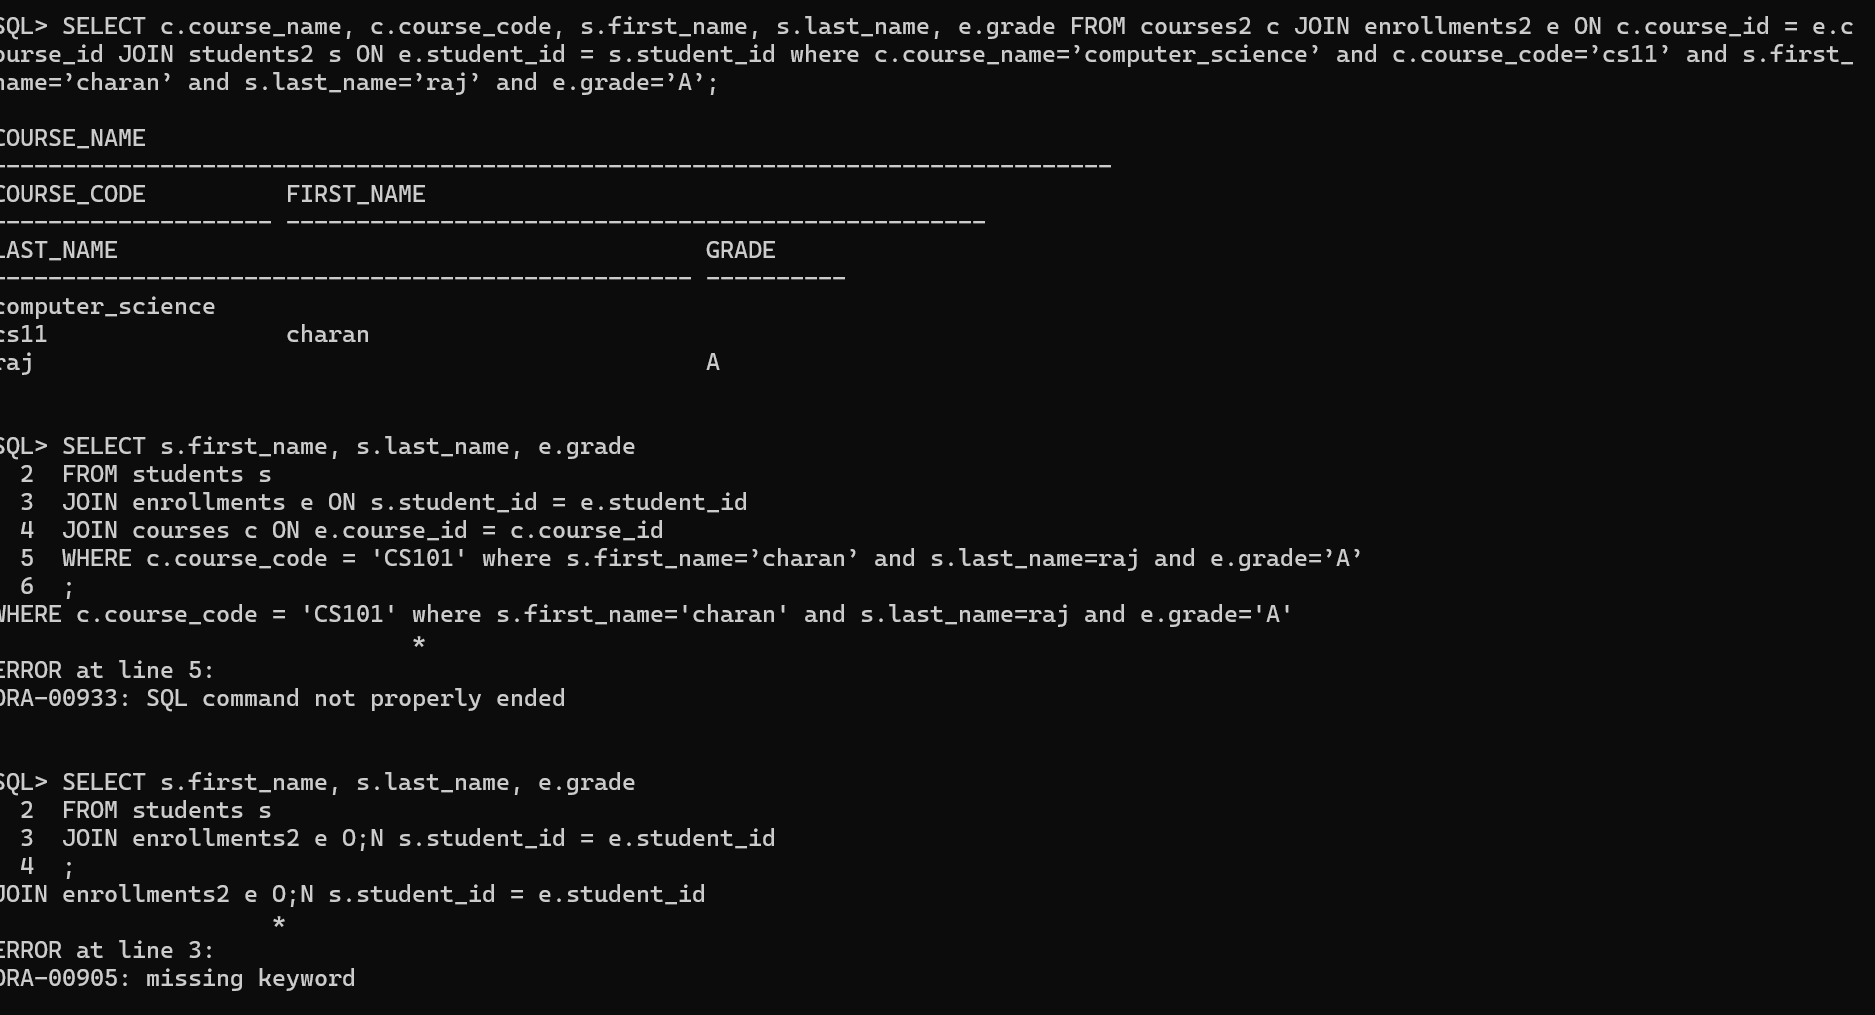 SQL> SELECT c.course_name, c.course_code, s.first_name, s.last_name, e.grade FROM courses2 c JOIN enrollments2 e ON c.course_id = e.c
ourse_id JOIN students2 s ON e.student_id = s.student_id where c.course_name=’computer_science’ and c.course_code=’cs11’ and s.first_
name=’charan’ and s.last_name=’raj’ and e.grade=’A’;
COURSE_NAME
--------------------------------------------------------------------------------
COURSE_CODE          FIRST_NAME
-------------------- --------------------------------------------------
LAST_NAME                                          GRADE
-------------------------------------------------- ----------
computer_science
cs11                 charan
raj                                                A
SQL> SELECT s.first_name, s.last_name, e.grade
  2  FROM students s
  3  JOIN enrollments e ON s.student_id = e.student_id
  4  JOIN courses c ON e.course_id = c.course_id
  5  WHERE c.course_code = 'CS101' where s.first_name=’charan’ and s.last_name=raj and e.grade=’A’
  6  ;
WHERE c.course_code = 'CS101' where s.first_name='charan' and s.last_name=raj and e.grade='A'
                              *
ERROR at line 5:
ORA-00933: SQL command not properly ended
SQL> SELECT s.first_name, s.last_name, e.grade
  2  FROM students s
  3  JOIN enrollments2 e O;N s.student_id = e.student_id
  4  ;
JOIN enrollments2 e O;N s.student_id = e.student_id
                    *
ERROR at line 3:
ORA-00905: missing keyword